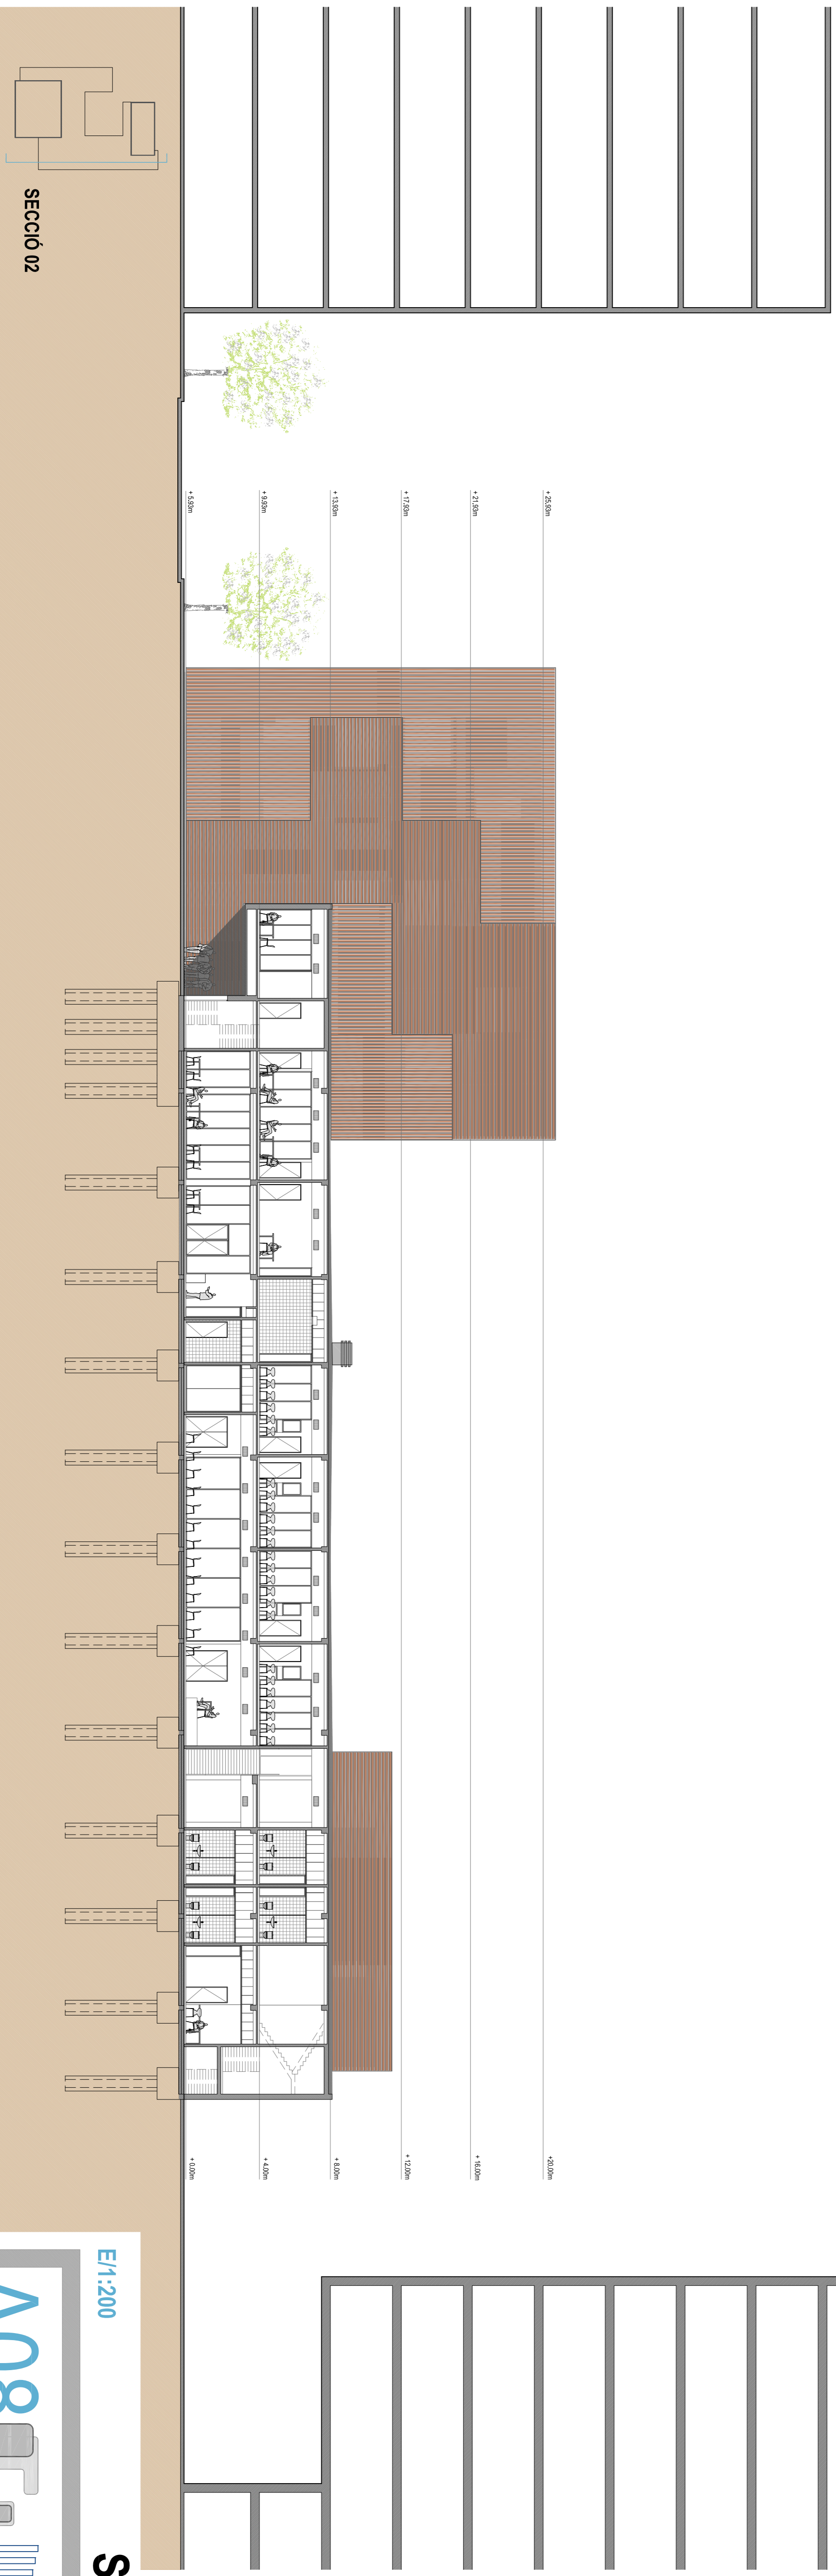 SECCIÓ 02
+ 25,93m
+ 21,93m
+ 17,93m
+ 13,93m
+ 9,93m
+ 5,93m
+20,00m
+ 16,00m
+ 12,00m
+ 8,00m
+ 4,00m
+ 0,00m
E/1:200
A08
S